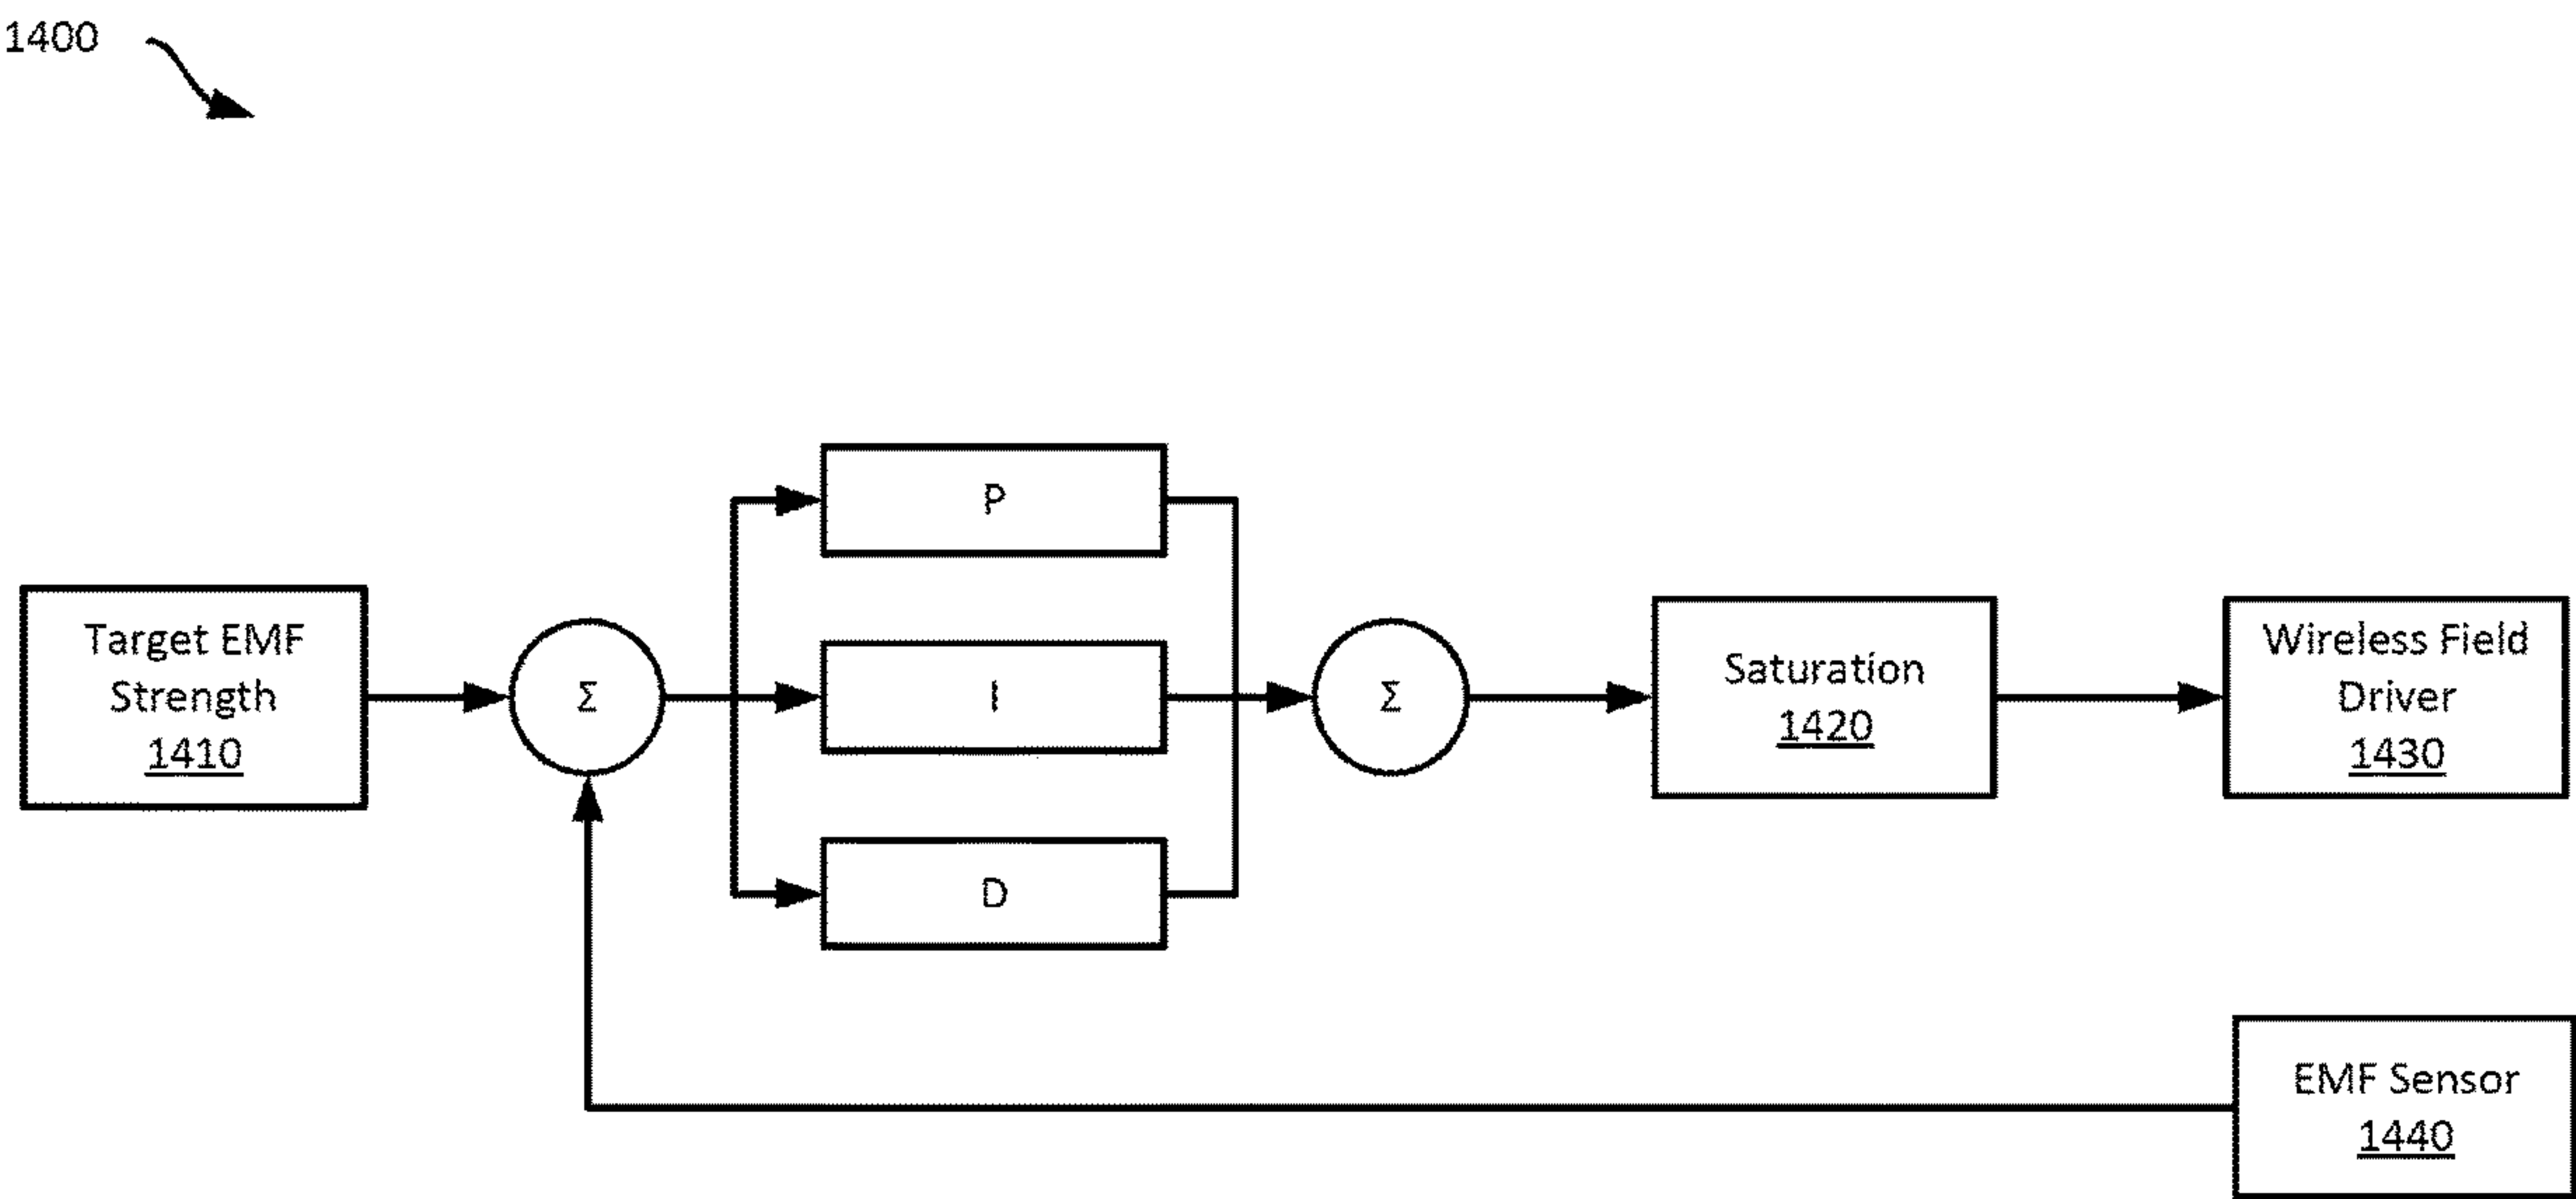 1400
P
Target EMF
Strength
1410
Σ
I
Σ
Saturation
1420
Wireless Field
Driver
1430
D
EMF Sensor
1440